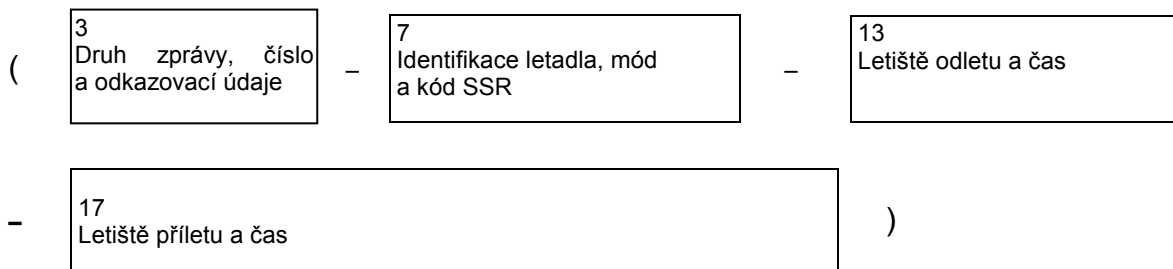 3
Druh zprávy, číslo
a odkazovací údaje
(
–
7
Identifikace letadla, mód
a kód SSR
–
13
Letiště odletu a čas
–
17
Letiště příletu a čas
)